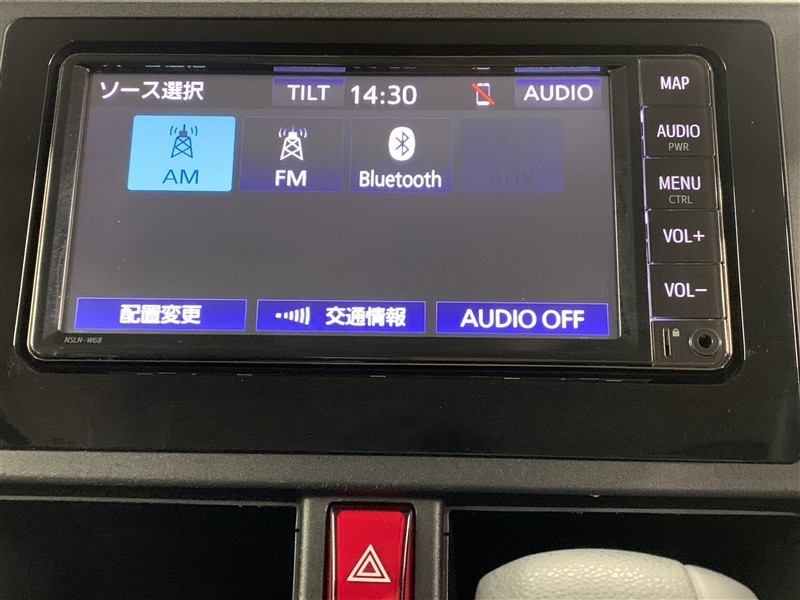 ソース選択 TILT 14:30 AUDIO
AM FM Bluetooth AUX
配置変更 交通情報 AUDIO OFF
NSLN-W68
MAP
AUDIO
PWR
MENU
CTRL
VOL+
VOL-